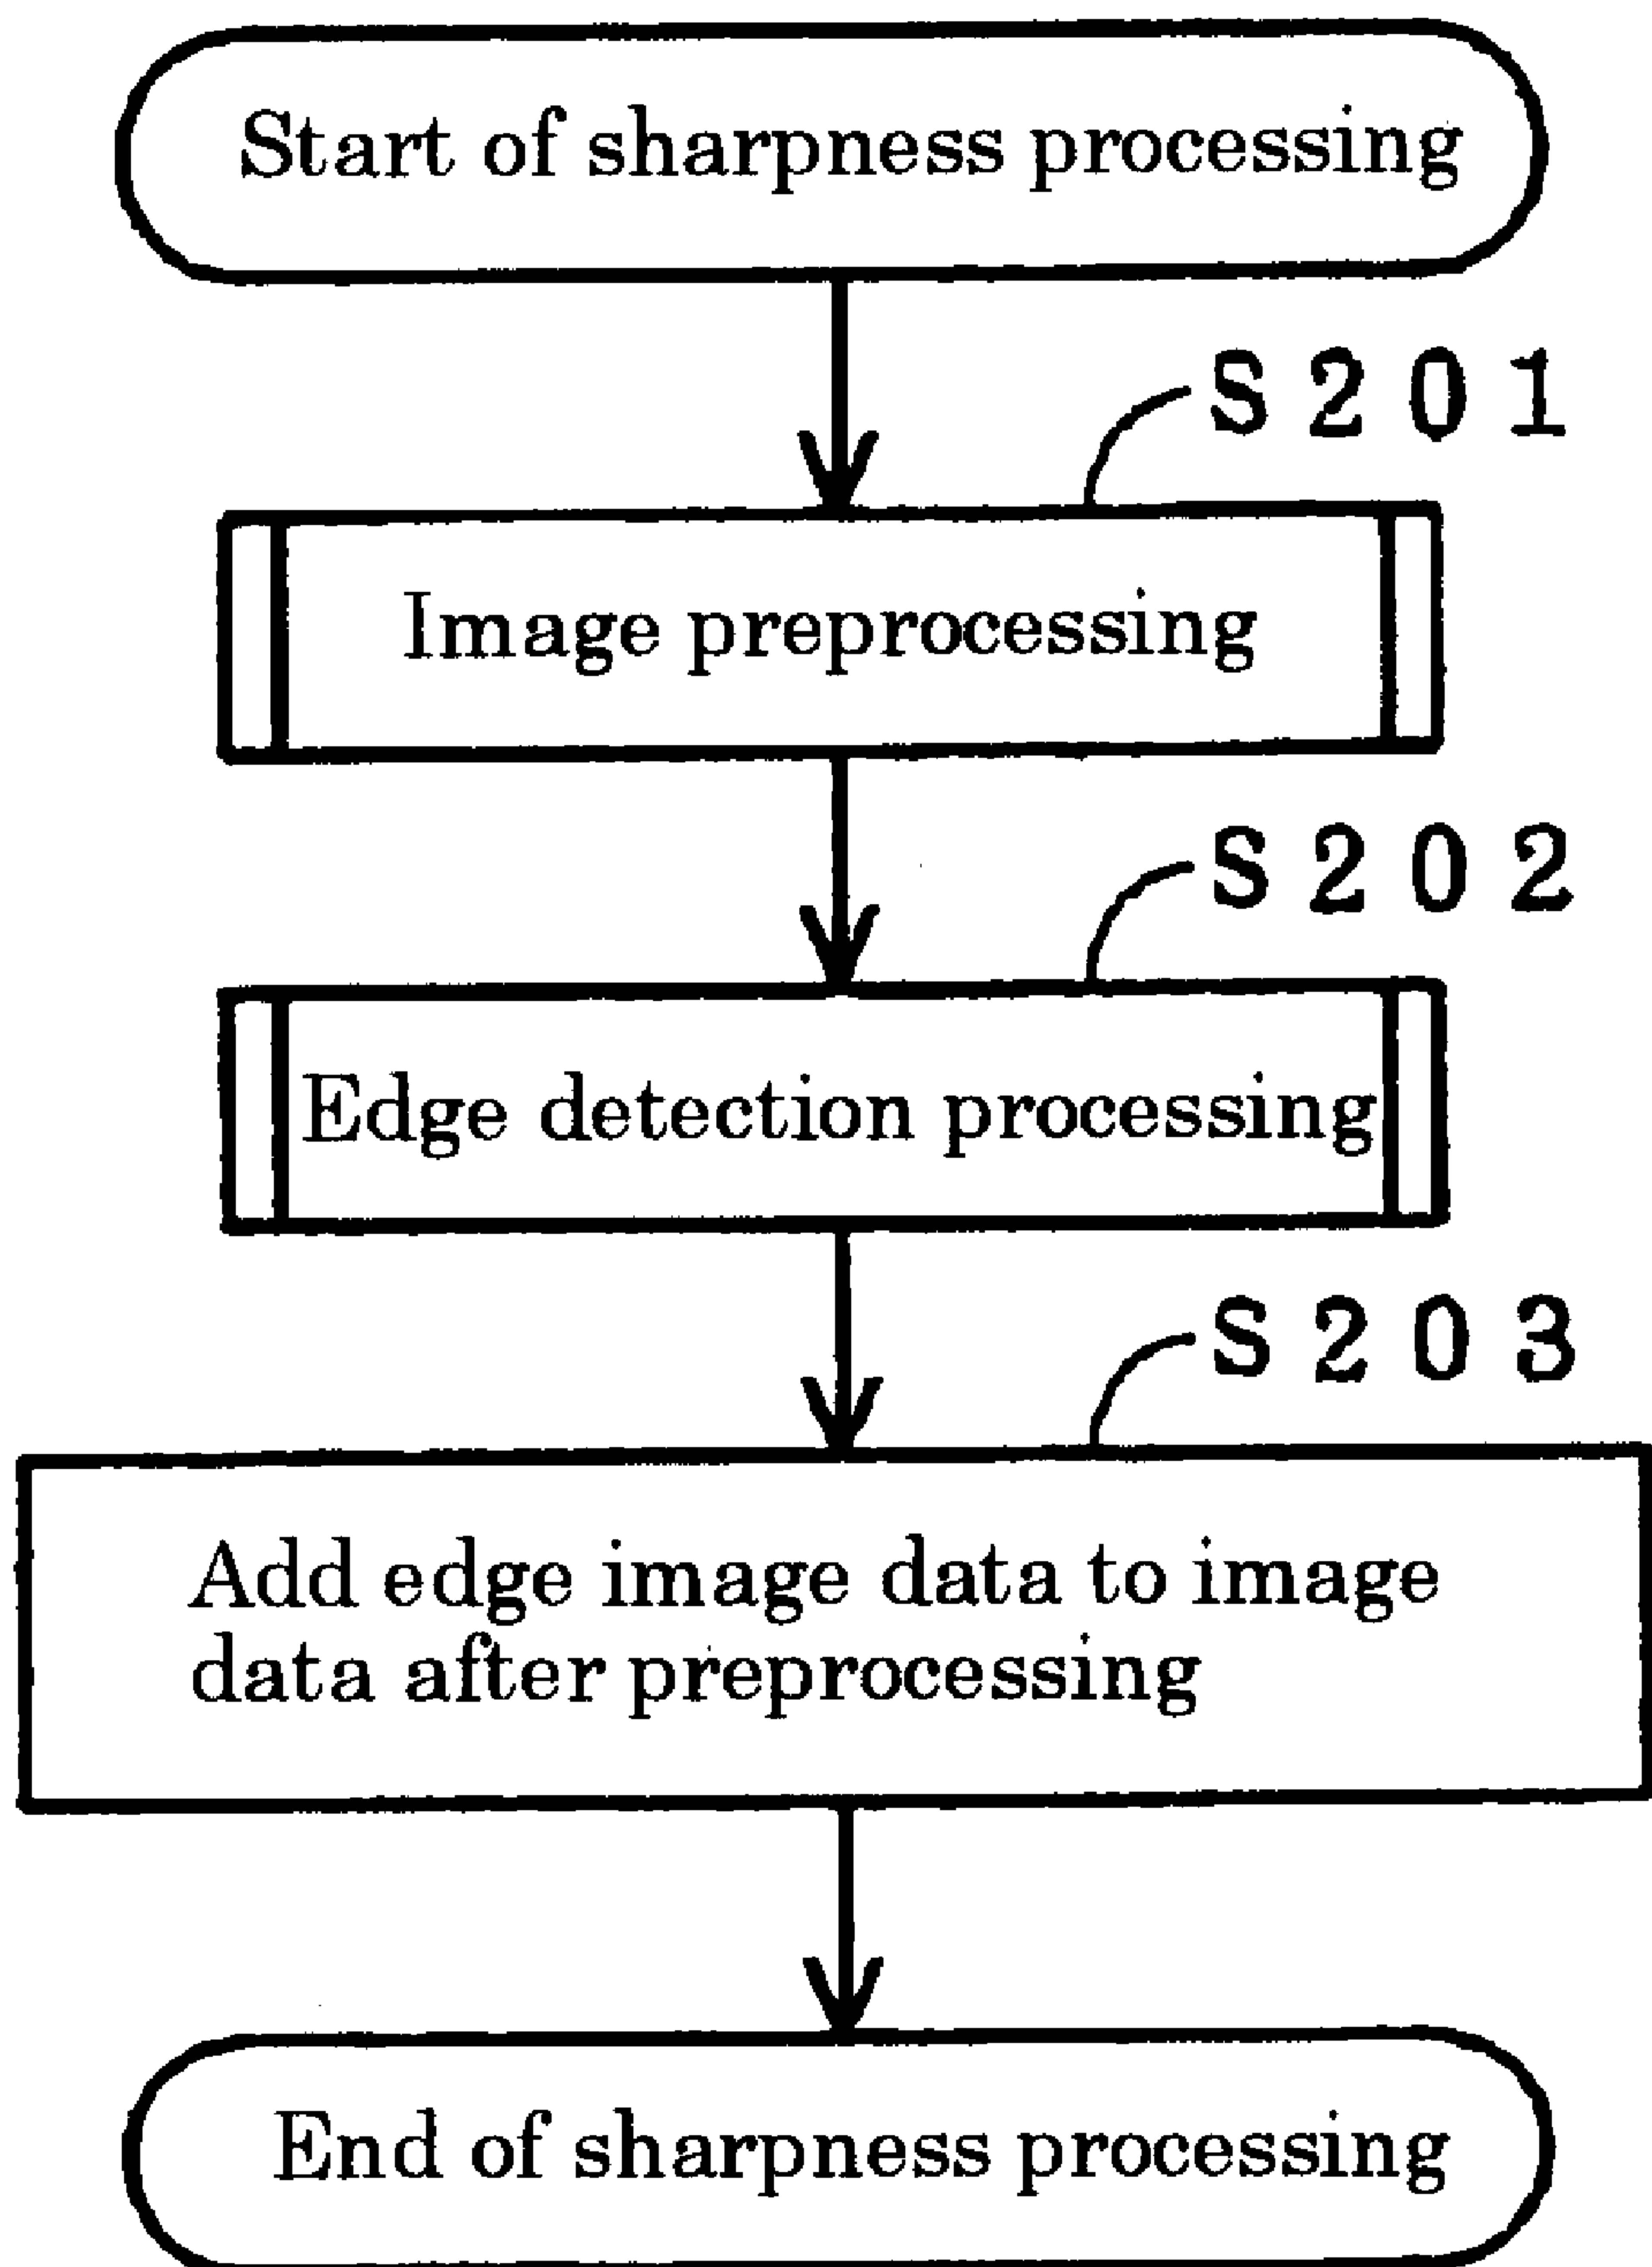 Start of sharpness processing
S201
Image preprocessing
S202
Edge detection processing
S203
Add edge image data to image
data after preprocessing
End of sharpness processing